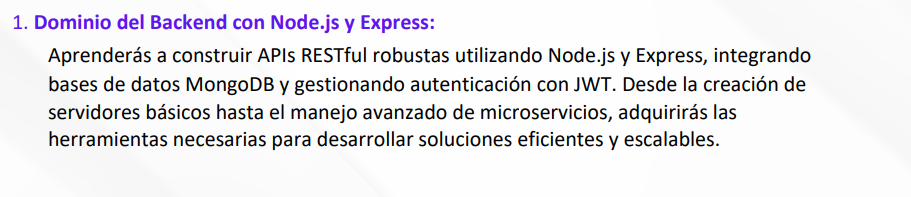 1. Dominio del Backend con Node.js y Express:
Aprenderás a construir APIs RESTful robustas utilizando Node.js y Express, integrando
bases de datos MongoDB y gestionando autenticación con JWT. Desde la creación de
servidores básicos hasta el manejo avanzado de microservicios, adquirirás las
herramientas necesarias para desarrollar soluciones eficientes y escalables.